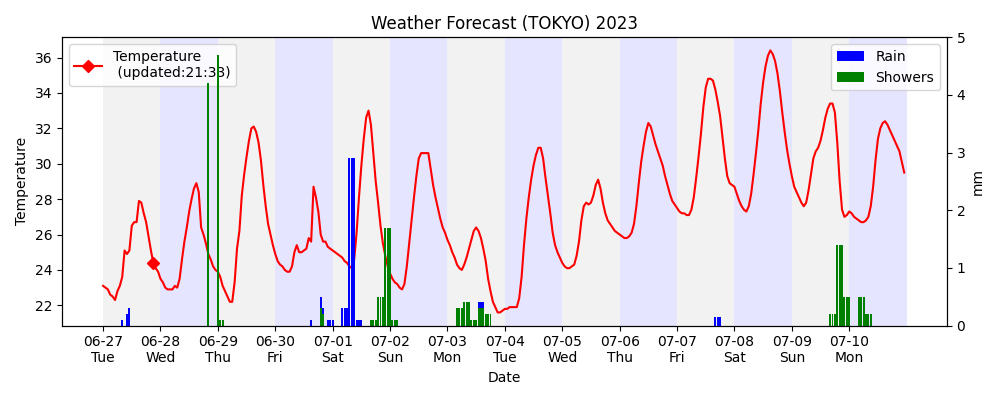 Weather Forecast (TOKYO) 2023
Temperature
(updated:21:33)
Rain
Showers
36
34
32
30
28
26
24
22
Temperature
5
4
3
2
1
0
mm
06-27 06-28 06-29 06-30 07-01 07-02 07-03 07-04 07-05 07-06 07-07 07-08 07-09 07-10
Tue Wed Thu Fri Sat Sun Mon Tue Wed Thu Fri Sat Sun Mon
Date